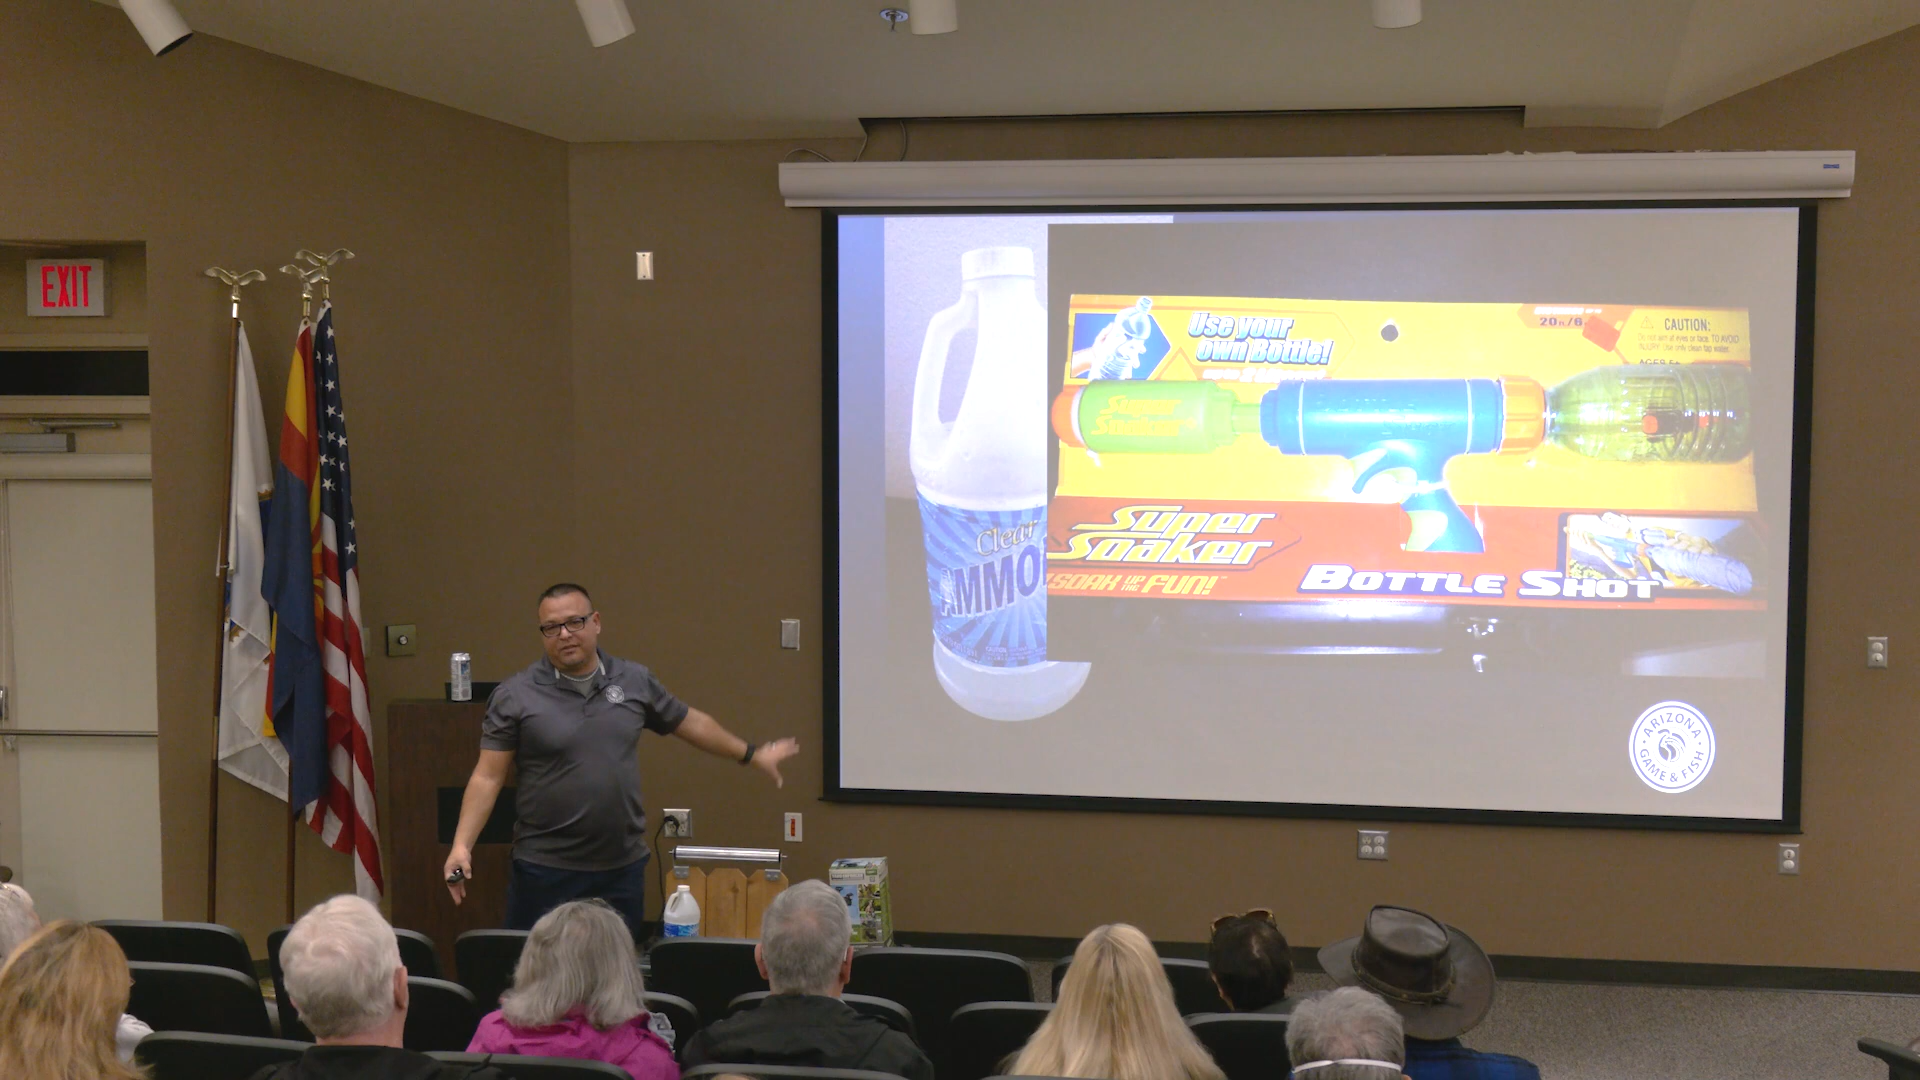 EXIT
Use your
own Bottle!
CAUTION:
Super
Soaker
Super
Soaker
SOAK UP THE FUN!
BOTTLE SHOT
Clear
AMMO
ARIZONA
GAME & FISH